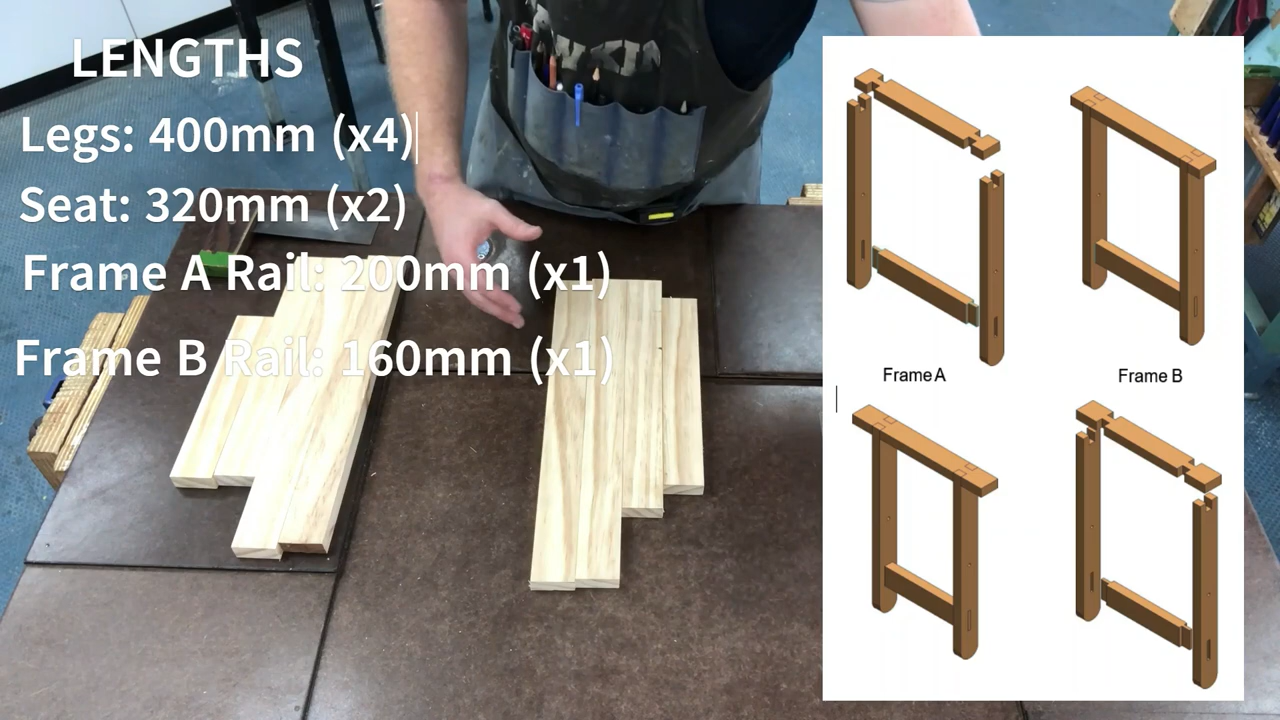 LENGTHS
Legs: 400mm (x4)
Seat: 320mm (x2)
Frame A Rail: 200mm (x1)
Frame B Rail: 160mm (x1)
Frame A
Frame B